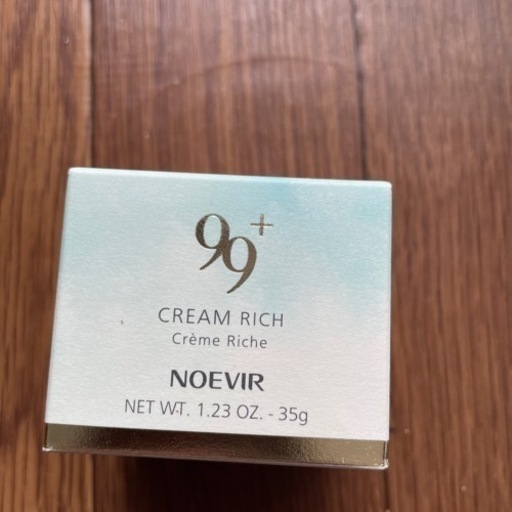 99+
CREAM RICH
Crème Riche
NOEVIR
NET WT. 1.23 OZ. - 35g